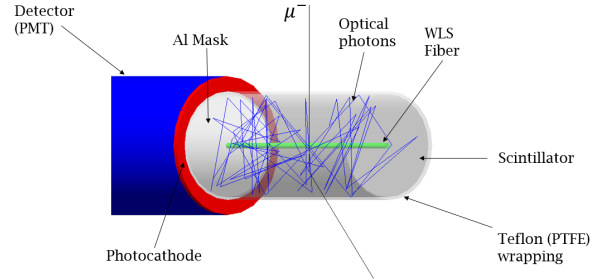 Detector
(PMT)
Al Mask
μ⁻
Optical
photons
WLS
Fiber
Scintillator
Teflon (PTFE)
wrapping
Photocathode